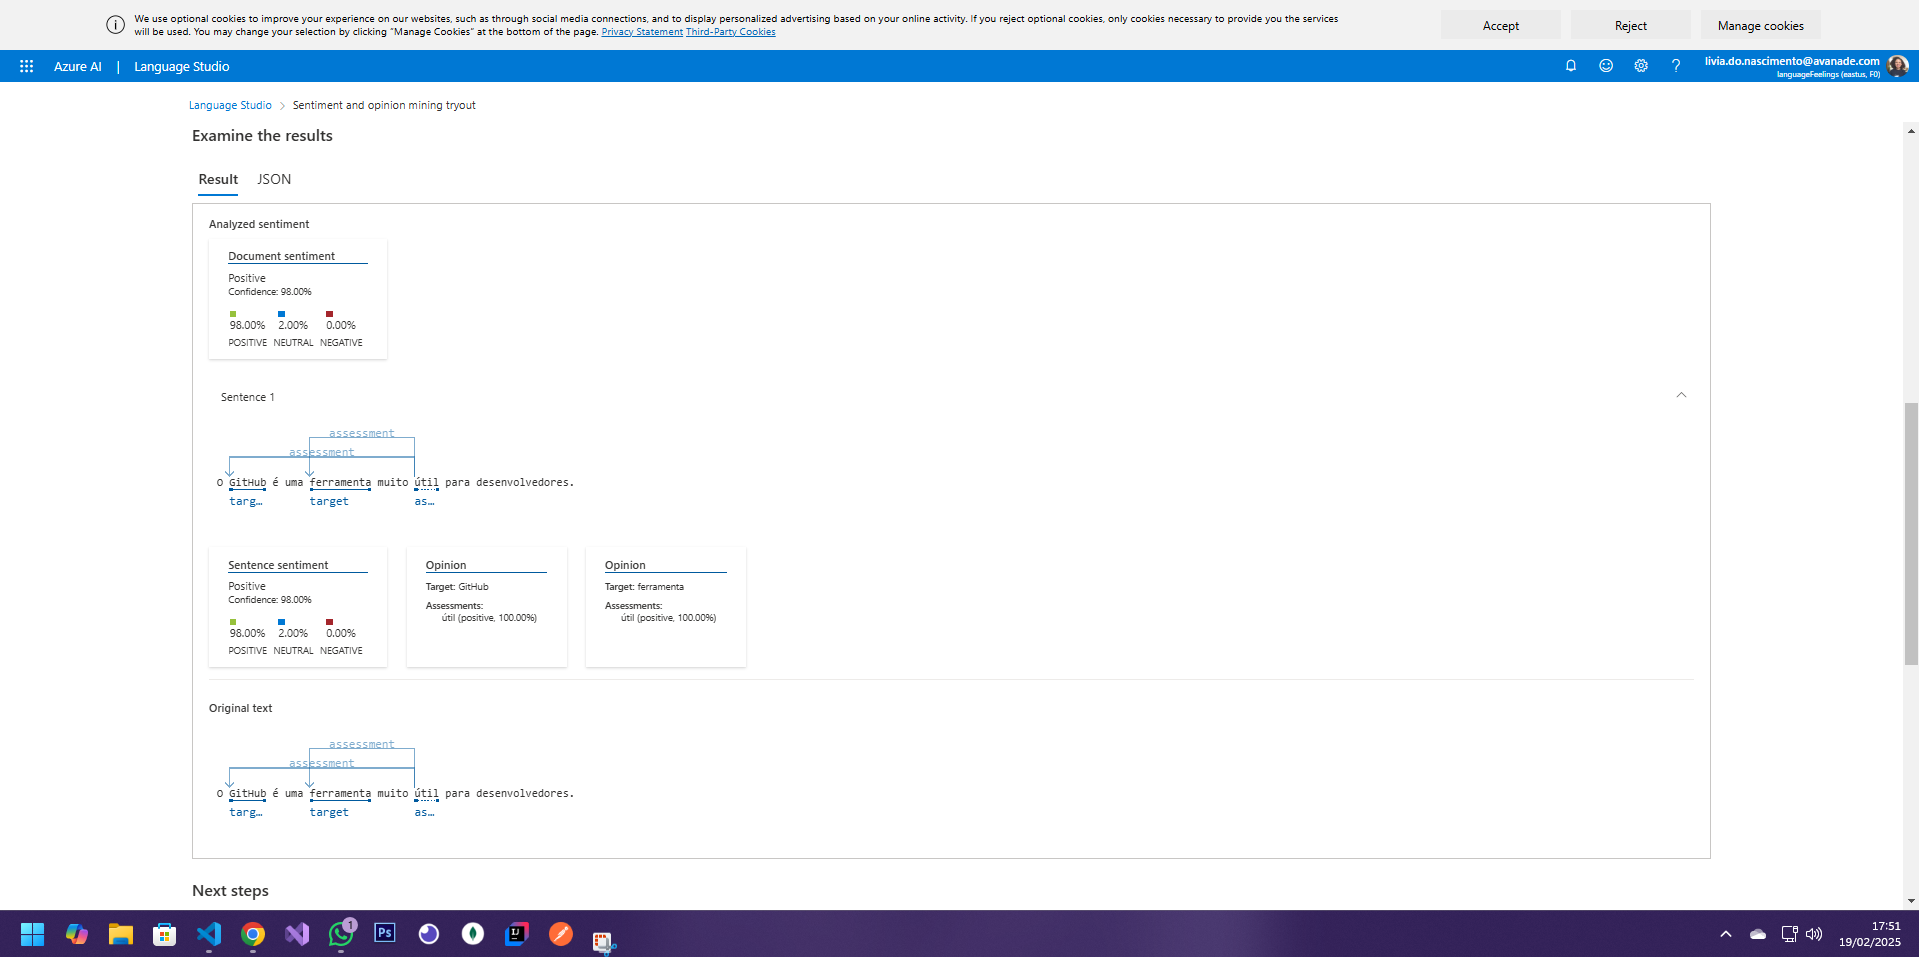 We use optional cookies to improve your experience on our websites, such as through social media connections, and to display personalized advertising based on your online activity. If you reject optional cookies, only cookies necessary to provide you the services
will be used. You may change your selection by clicking "Manage Cookies" at the bottom of the page. Privacy Statement Third-Party Cookies
Accept
Reject
Manage cookies
Azure AI | Language Studio
livia.do.nascimento@avanade.com
languageFeelings (eastus, F0)
Language Studio > Sentiment and opinion mining tryout
Examine the results
Result JSON
Analyzed sentiment
Document sentiment
Positive
Confidence: 98.00%
98.00% 2.00% 0.00%
POSITIVE NEUTRAL NEGATIVE
Sentence 1
assessment
assessment
O GitHub é uma ferramenta muito útil para desenvolvedores.
targ… target as…
Sentence sentiment
Positive
Confidence: 98.00%
98.00% 2.00% 0.00%
POSITIVE NEUTRAL NEGATIVE
Opinion
Target: GitHub
Assessments:
útil (positive, 100.00%)
Opinion
Target: ferramenta
Assessments:
útil (positive, 100.00%)
Original text
assessment
assessment
O GitHub é uma ferramenta muito útil para desenvolvedores.
targ… target as…
Next steps
1
Ps
IJ
17:51
19/02/2025